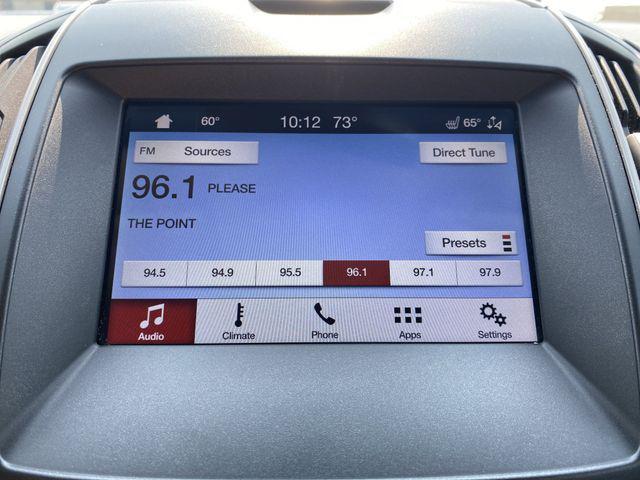 60° 10:12 73° 65°
FM Sources Direct Tune
96.1 PLEASE
THE POINT
Presets
94.5 94.9 95.5 96.1 97.1 97.9
Audio Climate Phone Apps Settings